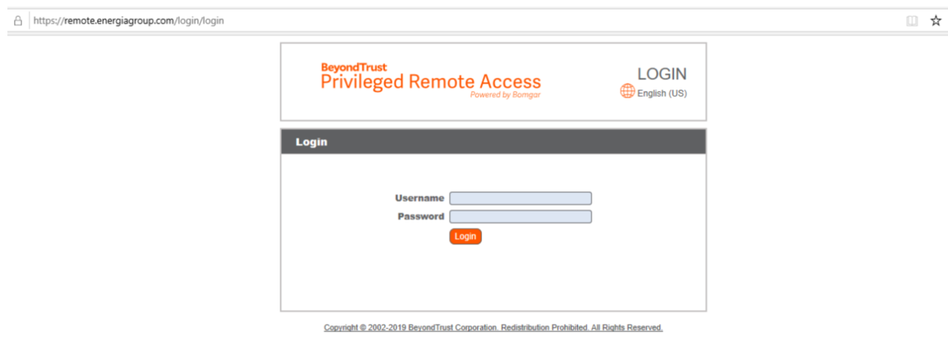 https://remote.energiagroup.com/login/login
BeyondTrust
Privileged Remote Access
Powered by Bomgar
LOGIN
English (US)
Login
Username
Password
Login
Copyright © 2002-2019 BeyondTrust Corporation. Redistribution Prohibited. All Rights Reserved.